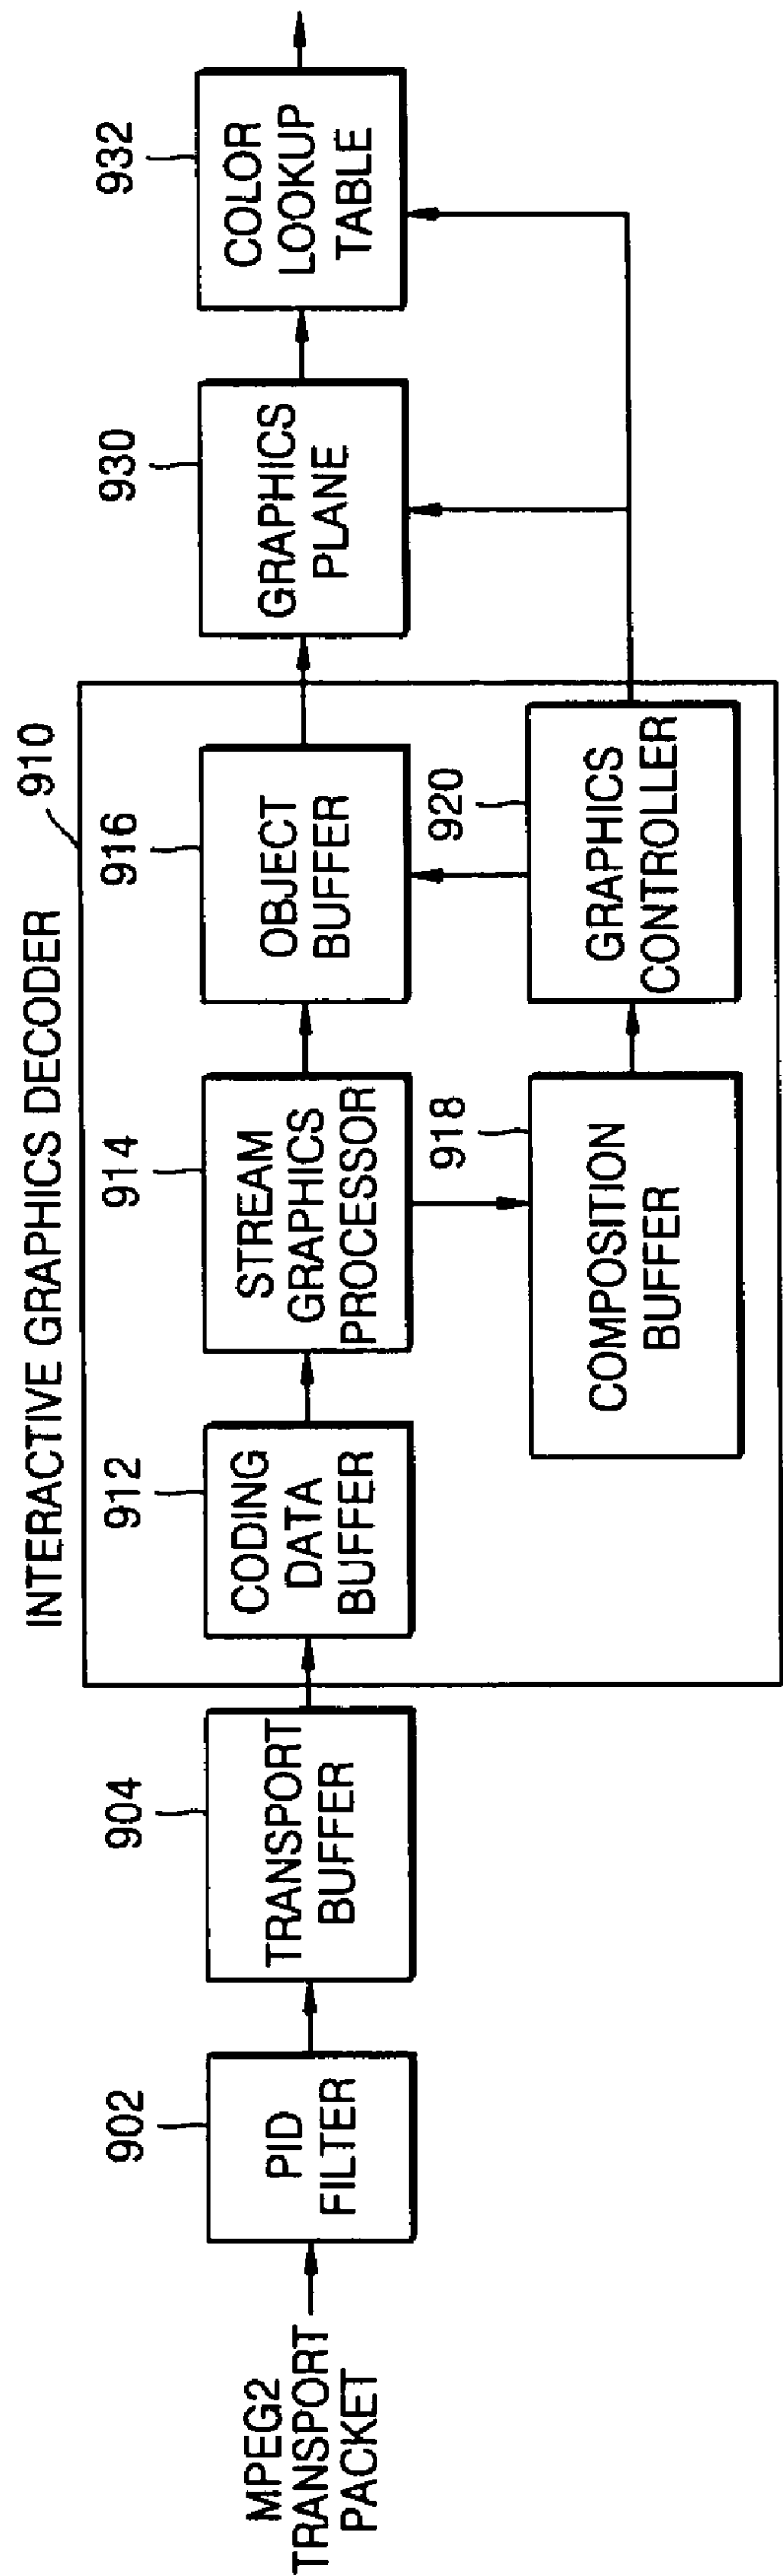 INTERACTIVE GRAPHICS DECODER
910
MPEG2
TRANSPORT
PACKET
902
PID
FILTER
904
TRANSPORT
BUFFER
912
CODING
DATA
BUFFER
914
STREAM
GRAPHICS
PROCESSOR
916
OBJECT
BUFFER
918
COMPOSITION
BUFFER
920
GRAPHICS
CONTROLLER
930
GRAPHICS
PLANE
932
COLOR
LOOKUP
TABLE